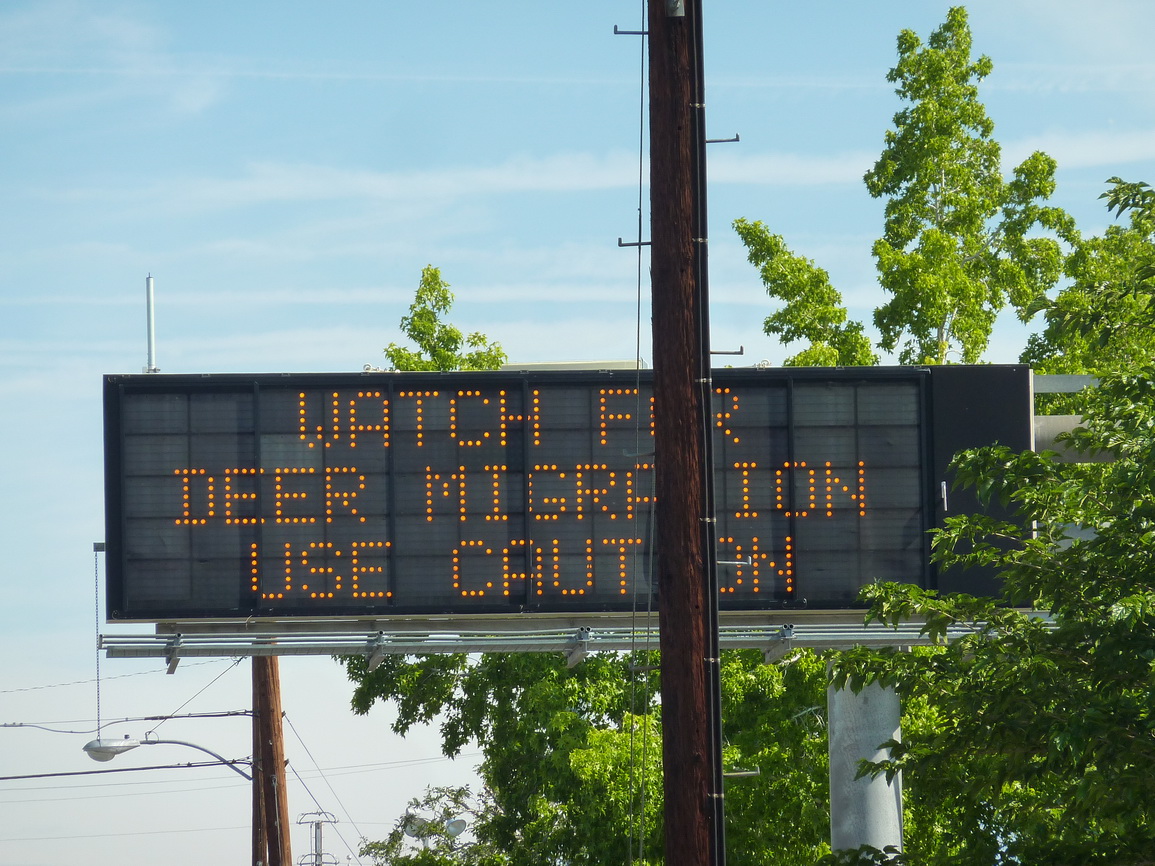 WATCH FOR
DEER MIGRATION
USE CAUTION